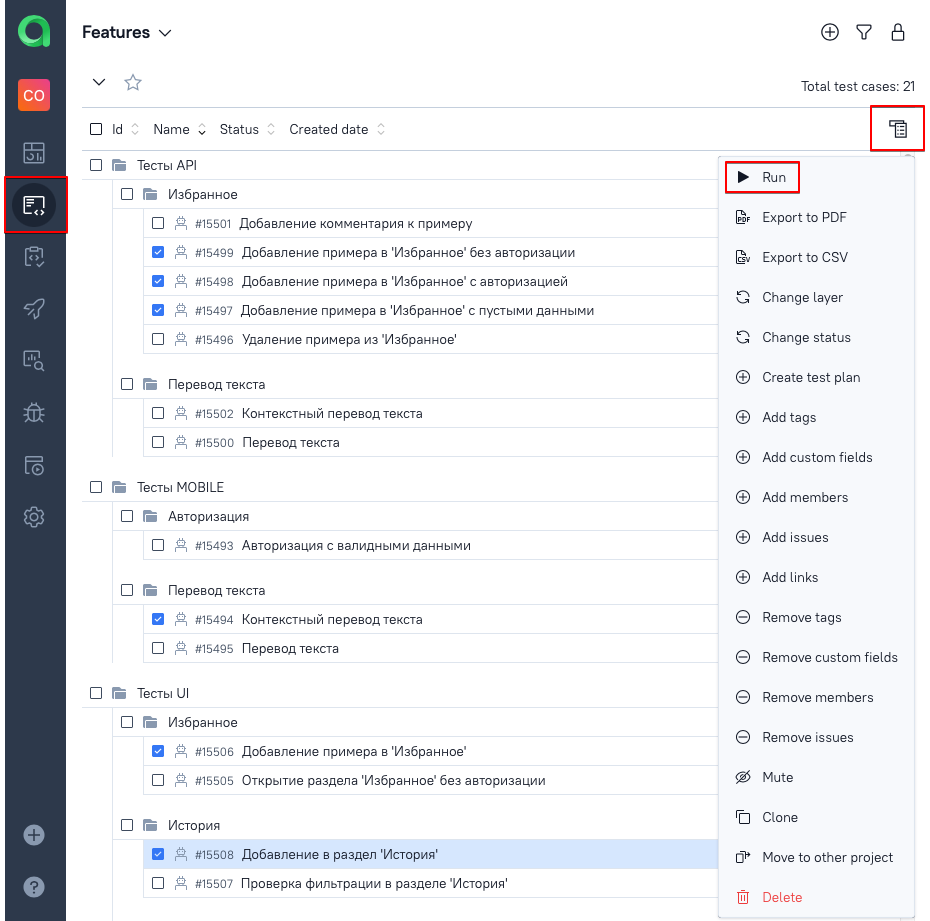 Features
CO
Total test cases: 21
Id Name Status Created date
Тесты API
Избранное
#15501 Добавление комментария к примеру
#15499 Добавление примера в 'Избранное' без авторизации
#15498 Добавление примера в 'Избранное' с авторизацией
#15497 Добавление примера в 'Избранное' с пустыми данными
#15496 Удаление примера из 'Избранное'
Перевод текста
#15502 Контекстный перевод текста
#15500 Перевод текста
Тесты MOBILE
Авторизация
#15493 Авторизация с валидными данными
Перевод текста
#15494 Контекстный перевод текста
#15495 Перевод текста
Тесты UI
Избранное
#15506 Добавление примера в 'Избранное'
#15505 Открытие раздела 'Избранное' без авторизации
История
#15508 Добавление в раздел 'История'
#15507 Проверка фильтрации в разделе 'История'
Run
PDF Export to PDF
CSV Export to CSV
Change layer
Change status
Create test plan
Add tags
Add custom fields
Add members
Add issues
Add links
Remove tags
Remove custom fields
Remove members
Remove issues
Mute
Clone
Move to other project
Delete